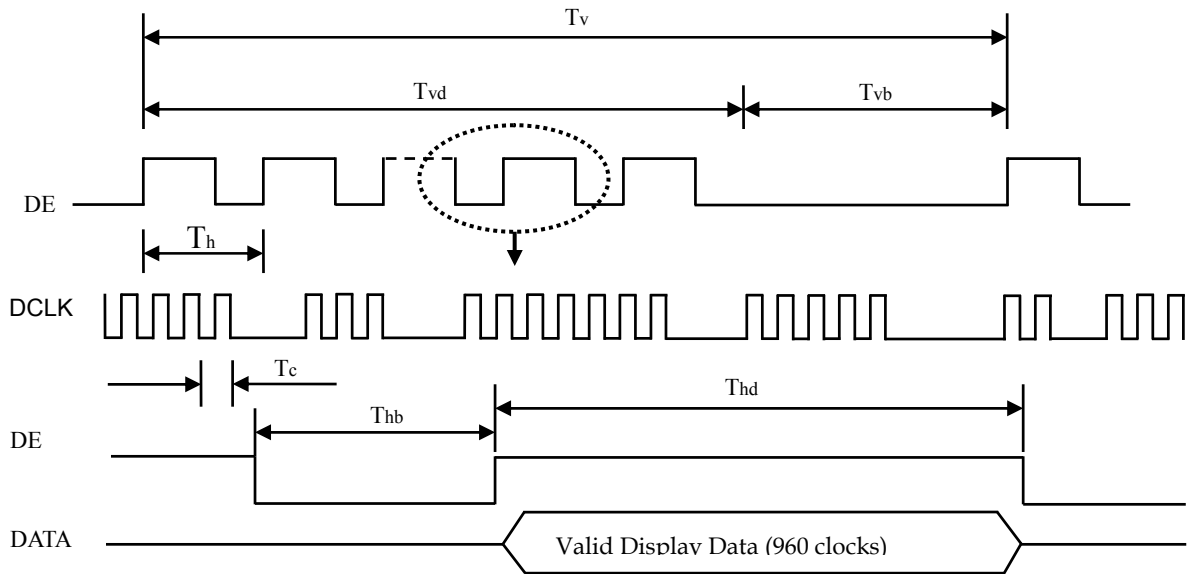 Tv
Tvd
Tvb
DE
Th
DCLK
Tc
Thd
Thb
DE
DATA
Valid Display Data (960 clocks)